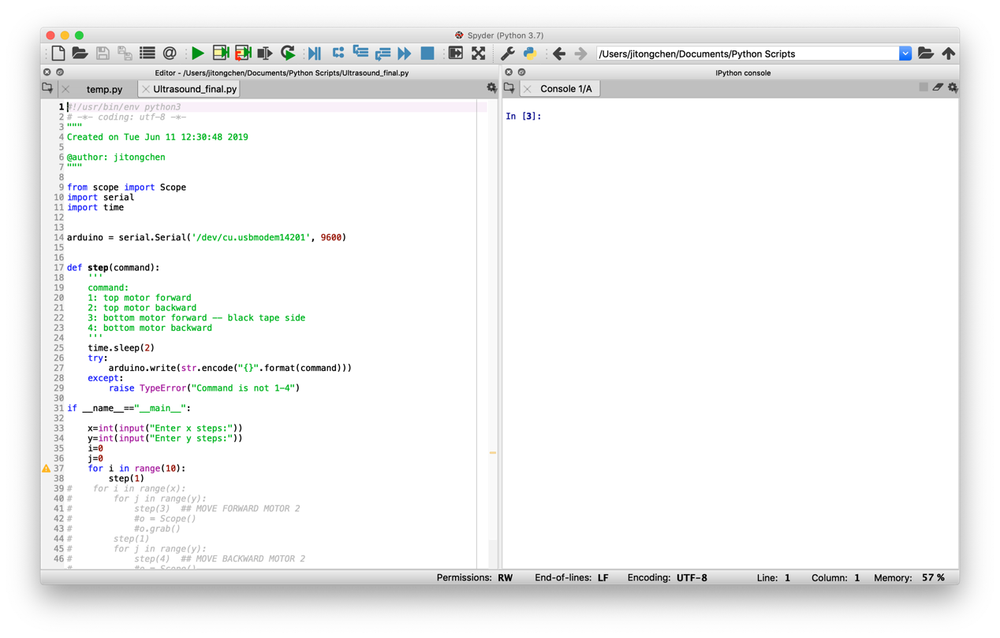 Spyder (Python 3.7)
/Users/jitongchen/Documents/Python Scripts
Editor - /Users/jitongchen/Documents/Python Scripts/Ultrasound_final.py
temp.py
Ultrasound_final.py
1 #!/usr/bin/env python3
2 # -*- coding: utf-8 -*-
3 """
4 Created on Tue Jun 11 12:30:48 2019
5
6 @author: jitongchen
7 """
8
9 from scope import Scope
10 import serial
11 import time
12
13
14 arduino = serial.Serial('/dev/cu.usbmodem14201', 9600)
15
16
17 def step(command):
18     '''
19     command:
20     1: top motor forward
21     2: top motor backward
22     3: bottom motor forward -- black tape side
23     4: bottom motor backward
24     '''
25     time.sleep(2)
26     try:
27         arduino.write(str.encode("{}".format(command)))
28     except:
29         raise TypeError("Command is not 1-4")
30
31 if __name__=="__main__":
32
33     x=int(input("Enter x steps:"))
34     y=int(input("Enter y steps:"))
35     i=0
36     j=0
37     for i in range(10):
38         step(1)
39 #    for i in range(x):
40 #        for j in range(y):
41 #            step(3)  ## MOVE FORWARD MOTOR 2
42 #            #o = Scope()
43 #            #o.grab()
44 #        step(1)
45 #        for j in range(y):
46 #            step(4)  ## MOVE BACKWARD MOTOR 2
#            #o = Scope()
IPython console
Console 1/A
In [3]:
Permissions: RW End-of-lines: LF Encoding: UTF-8 Line: 1 Column: 1 Memory: 57 %